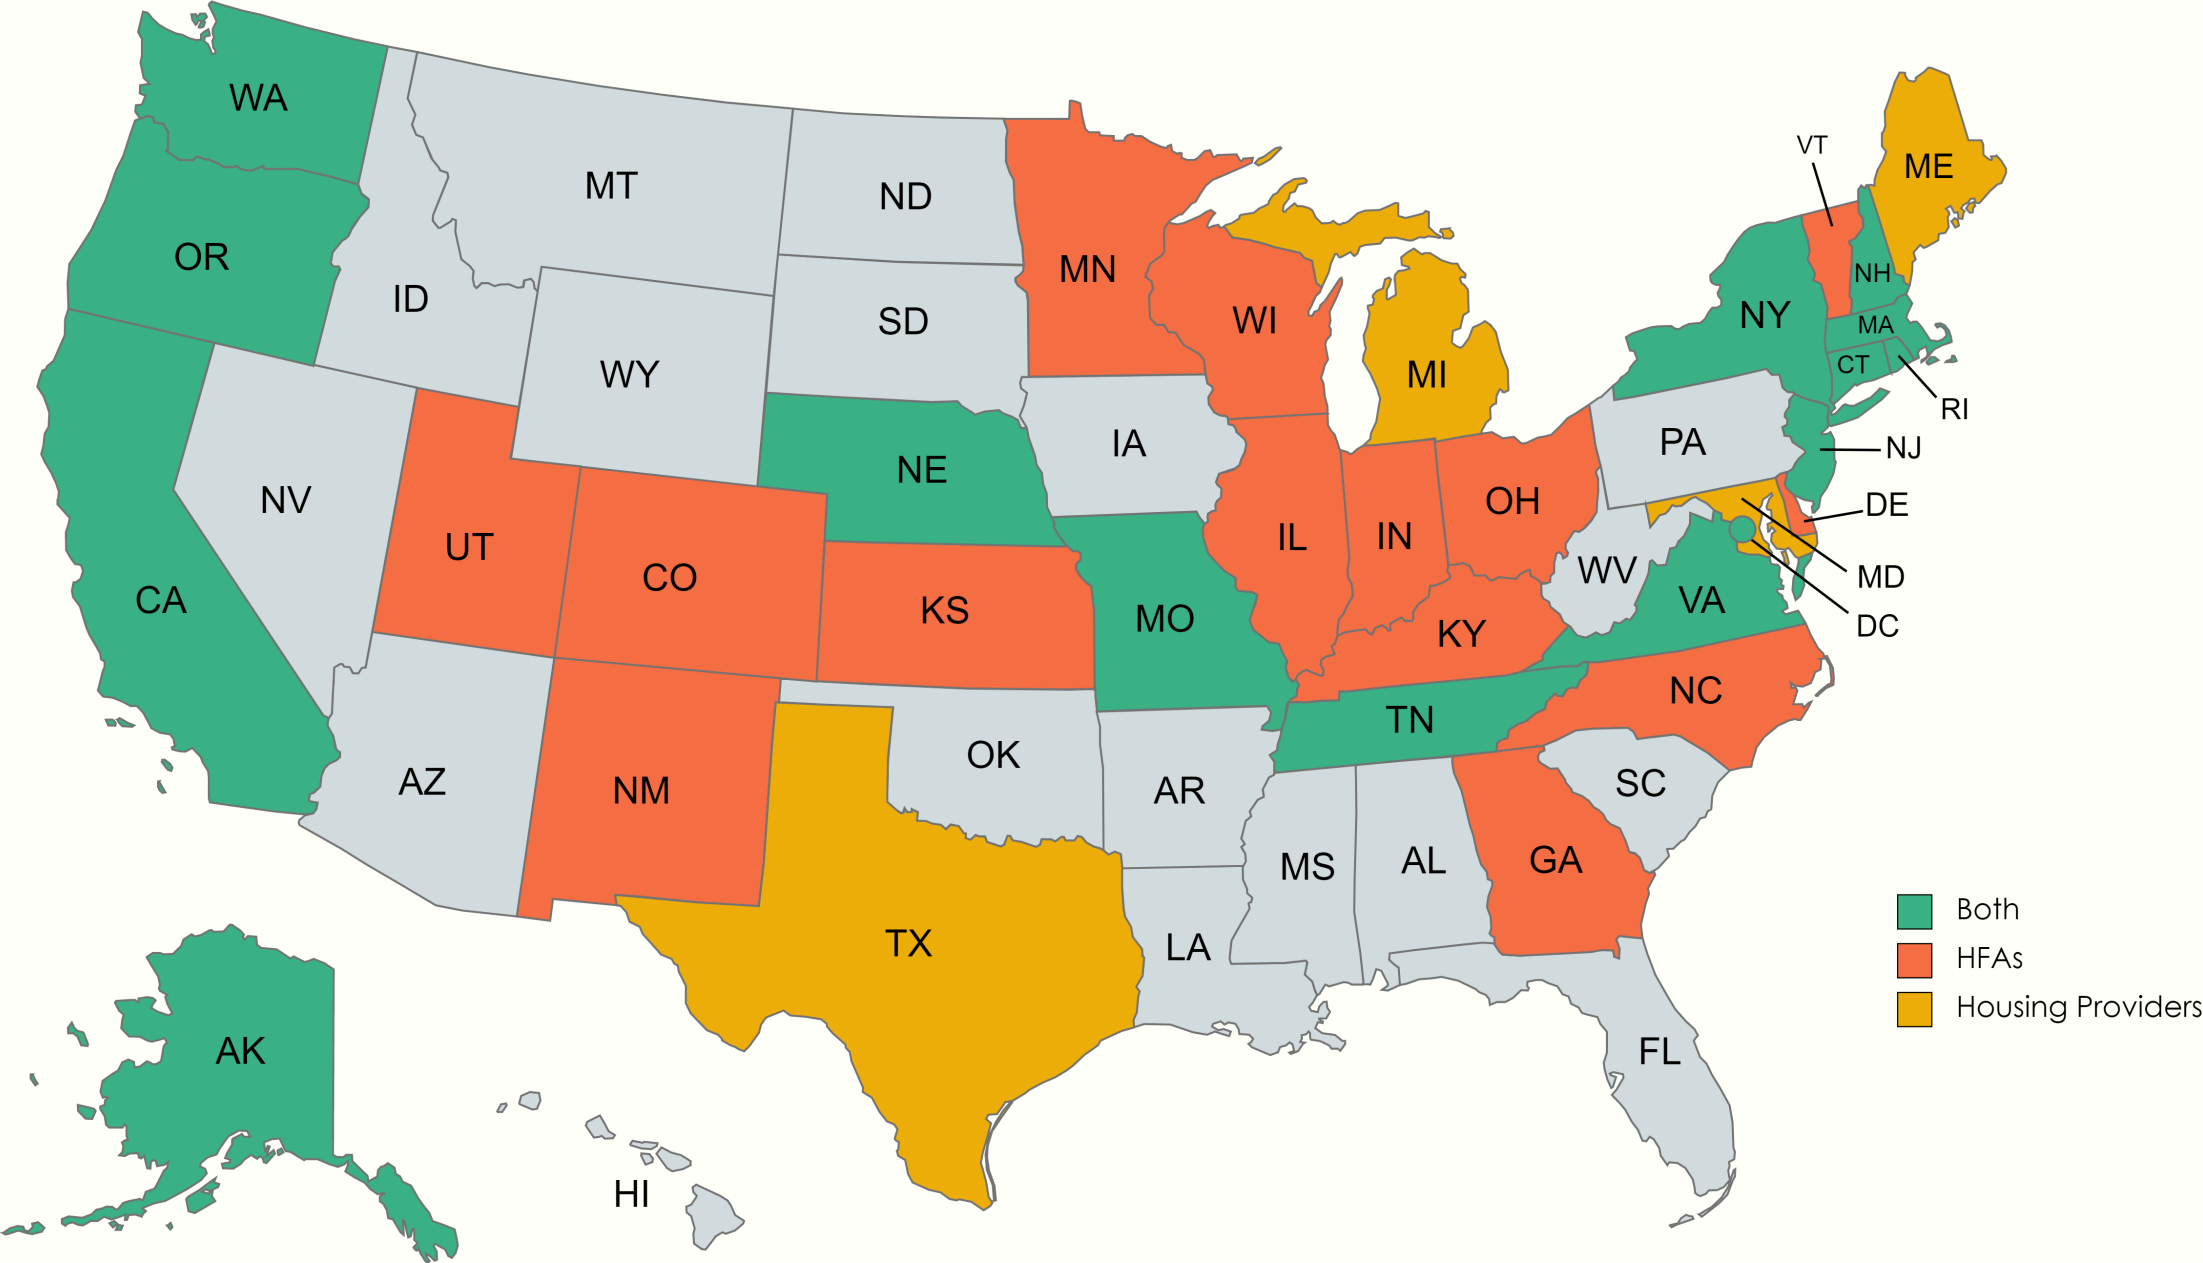 WA
OR
CA
NV
ID
MT
WY
UT
AZ
CO
NM
ND
SD
NE
KS
OK
TX
MN
IA
MO
AR
LA
WI
IL
MI
IN
OH
KY
TN
MS
AL
GA
FL
SC
NC
VA
WV
PA
NY
VT
NH
ME
MA
CT
RI
NJ
DE
MD
DC
AK
HI
Both
HFAs
Housing Providers